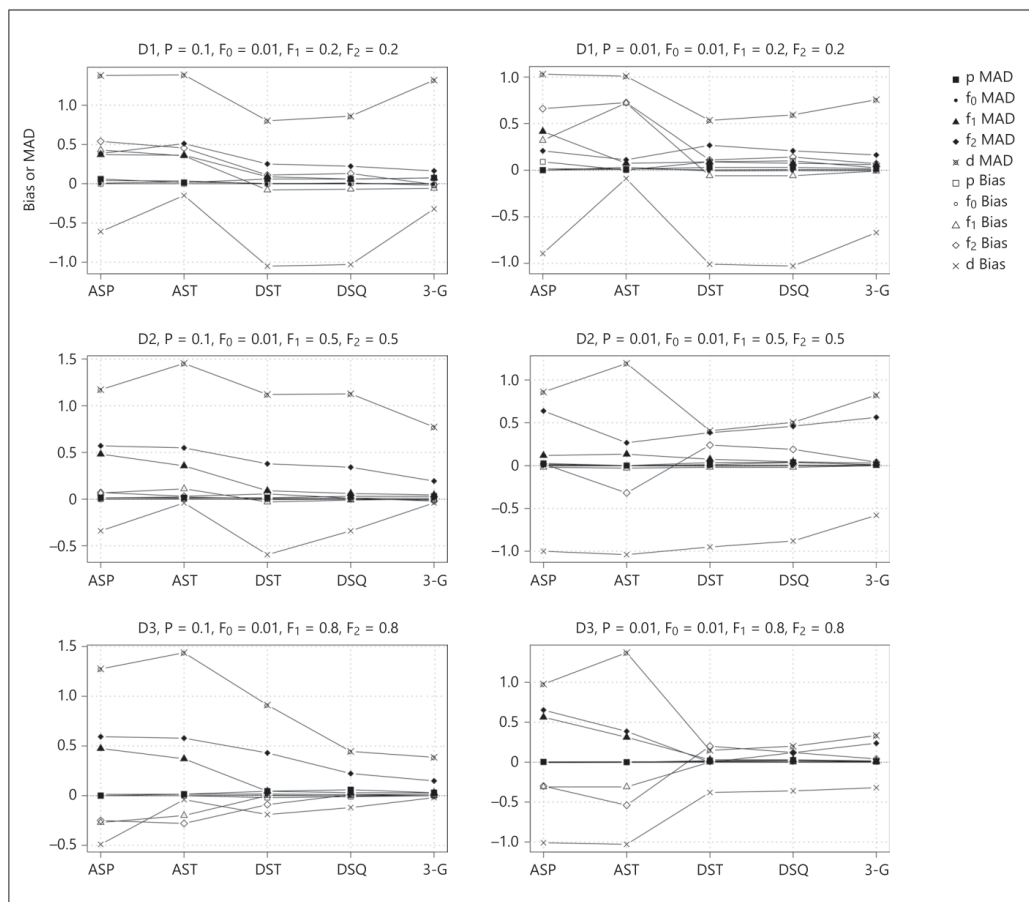 D1, P = 0.1, F₀ = 0.01, F₁ = 0.2, F₂ = 0.2
Bias or MAD
1.0
0.5
0
–0.5
–1.0
ASP AST DST DSQ 3-G
D1, P = 0.01, F₀ = 0.01, F₁ = 0.2, F₂ = 0.2
1.0
0.5
0
–0.5
–1.0
ASP AST DST DSQ 3-G
p MAD
f₀ MAD
f₁ MAD
f₂ MAD
d MAD
p Bias
f₀ Bias
f₁ Bias
f₂ Bias
d Bias
D2, P = 0.1, F₀ = 0.01, F₁ = 0.5, F₂ = 0.5
1.5
1.0
0.5
0
–0.5
ASP AST DST DSQ 3-G
D2, P = 0.01, F₀ = 0.01, F₁ = 0.5, F₂ = 0.5
1.0
0.5
0
–0.5
–1.0
ASP AST DST DSQ 3-G
D3, P = 0.1, F₀ = 0.01, F₁ = 0.8, F₂ = 0.8
1.5
1.0
0.5
0
–0.5
ASP AST DST DSQ 3-G
D3, P = 0.01, F₀ = 0.01, F₁ = 0.8, F₂ = 0.8
1.0
0.5
0
–0.5
–1.0
ASP AST DST DSQ 3-G